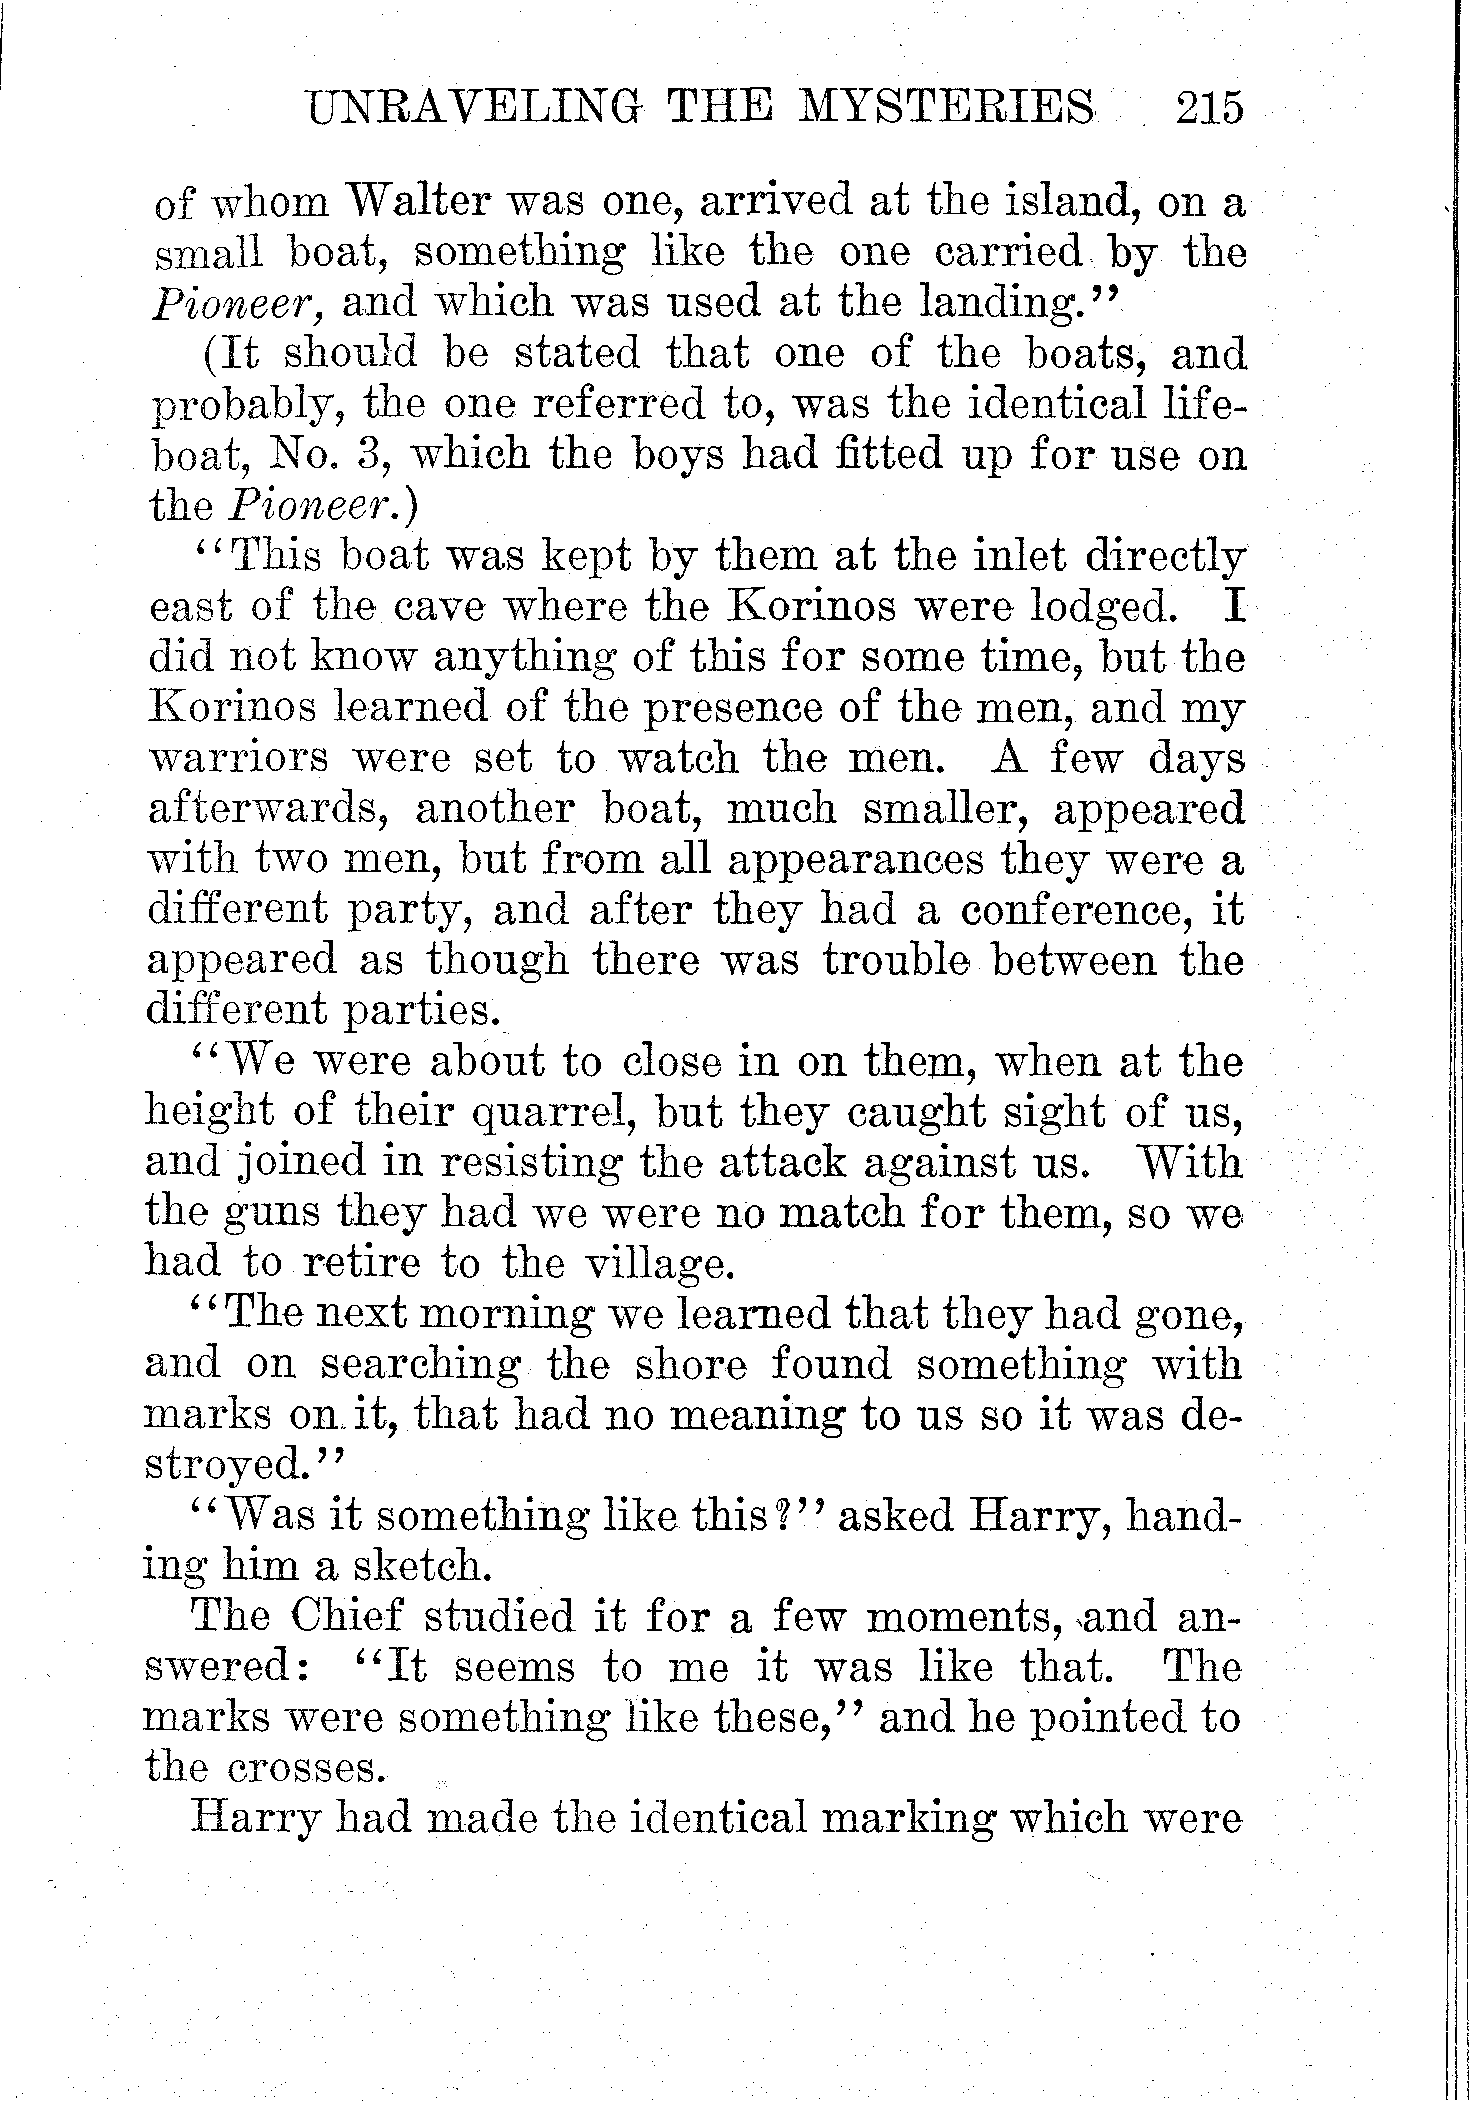 UNRAVELING THE MYSTERIES 215
of whom Walter was one, arrived at the island, on a
small boat, something like the one carried by the
Pioneer, and which was used at the landing."
(It should be stated that one of the boats, and
probably, the one referred to, was the identical life-
boat, No. 3, which the boys had fitted up for use on
the Pioneer.)
"This boat was kept by them at the inlet directly
east of the cave where the Korinos were lodged. I
did not know anything of this for some time, but the
Korinos learned of the presence of the men, and my
warriors were set to watch the men. A few days
afterwards, another boat, much smaller, appeared
with two men, but from all appearances they were a
different party, and after they had a conference, it
appeared as though there was trouble between the
different parties.
"We were about to close in on them, when at the
height of their quarrel, but they caught sight of us,
and joined in resisting the attack against us. With
the guns they had we were no match for them, so we
had to retire to the village.
"The next morning we learned that they had gone,
and on searching the shore found something with
marks on it, that had no meaning to us so it was de-
stroyed."
"Was it something like this?" asked Harry, hand-
ing him a sketch.
The Chief studied it for a few moments, and an-
swered: "It seems to me it was like that. The
marks were something like these," and he pointed to
the crosses.
Harry had made the identical marking which were